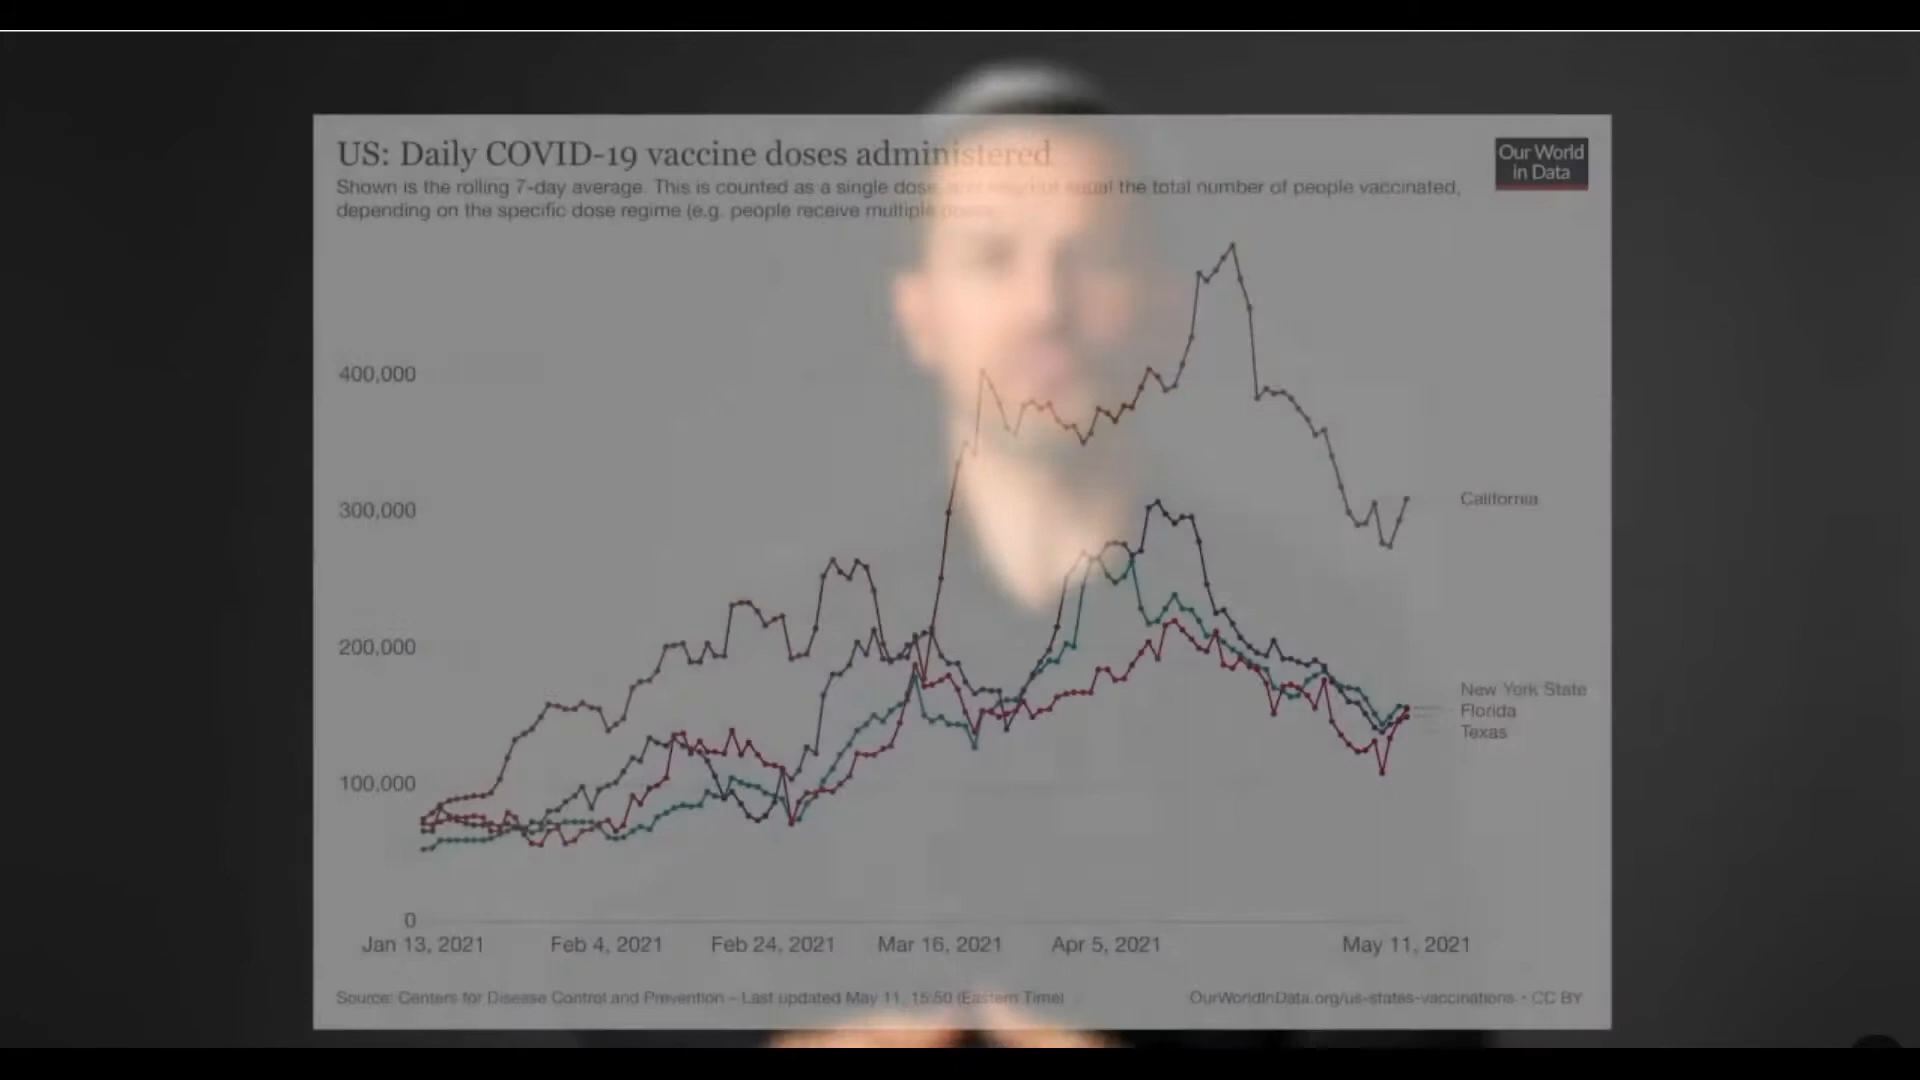 US: Daily COVID-19 vaccine doses administered
Our World
in Data
Shown is the rolling 7-day average. This is counted as a single dose, equal the total number of people vaccinated,
depending on the specific dose regime (e.g. people receive multiple
400,000
300,000
200,000
100,000
0
California
New York State
Florida
Texas
Jan 13, 2021
Feb 4, 2021
Feb 24, 2021
Mar 16, 2021
Apr 5, 2021
May 11, 2021
Source: Centers for Disease Control and Prevention – Last updated May 11, 15:50 (Eastern Time)
OurWorldInData.org/us-states-vaccinations • CC BY